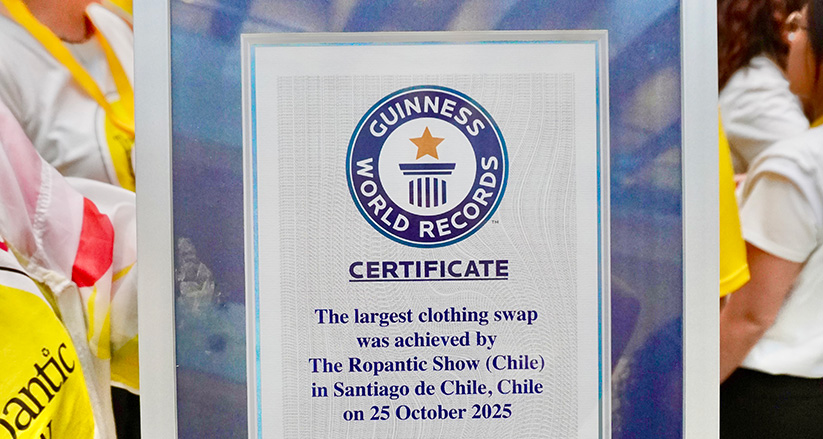 GUINNESS
WORLD RECORDS
™
CERTIFICATE
The largest clothing swap
was achieved by
The Ropantic Show (Chile)
in Santiago de Chile, Chile
on 25 October 2025
pantic